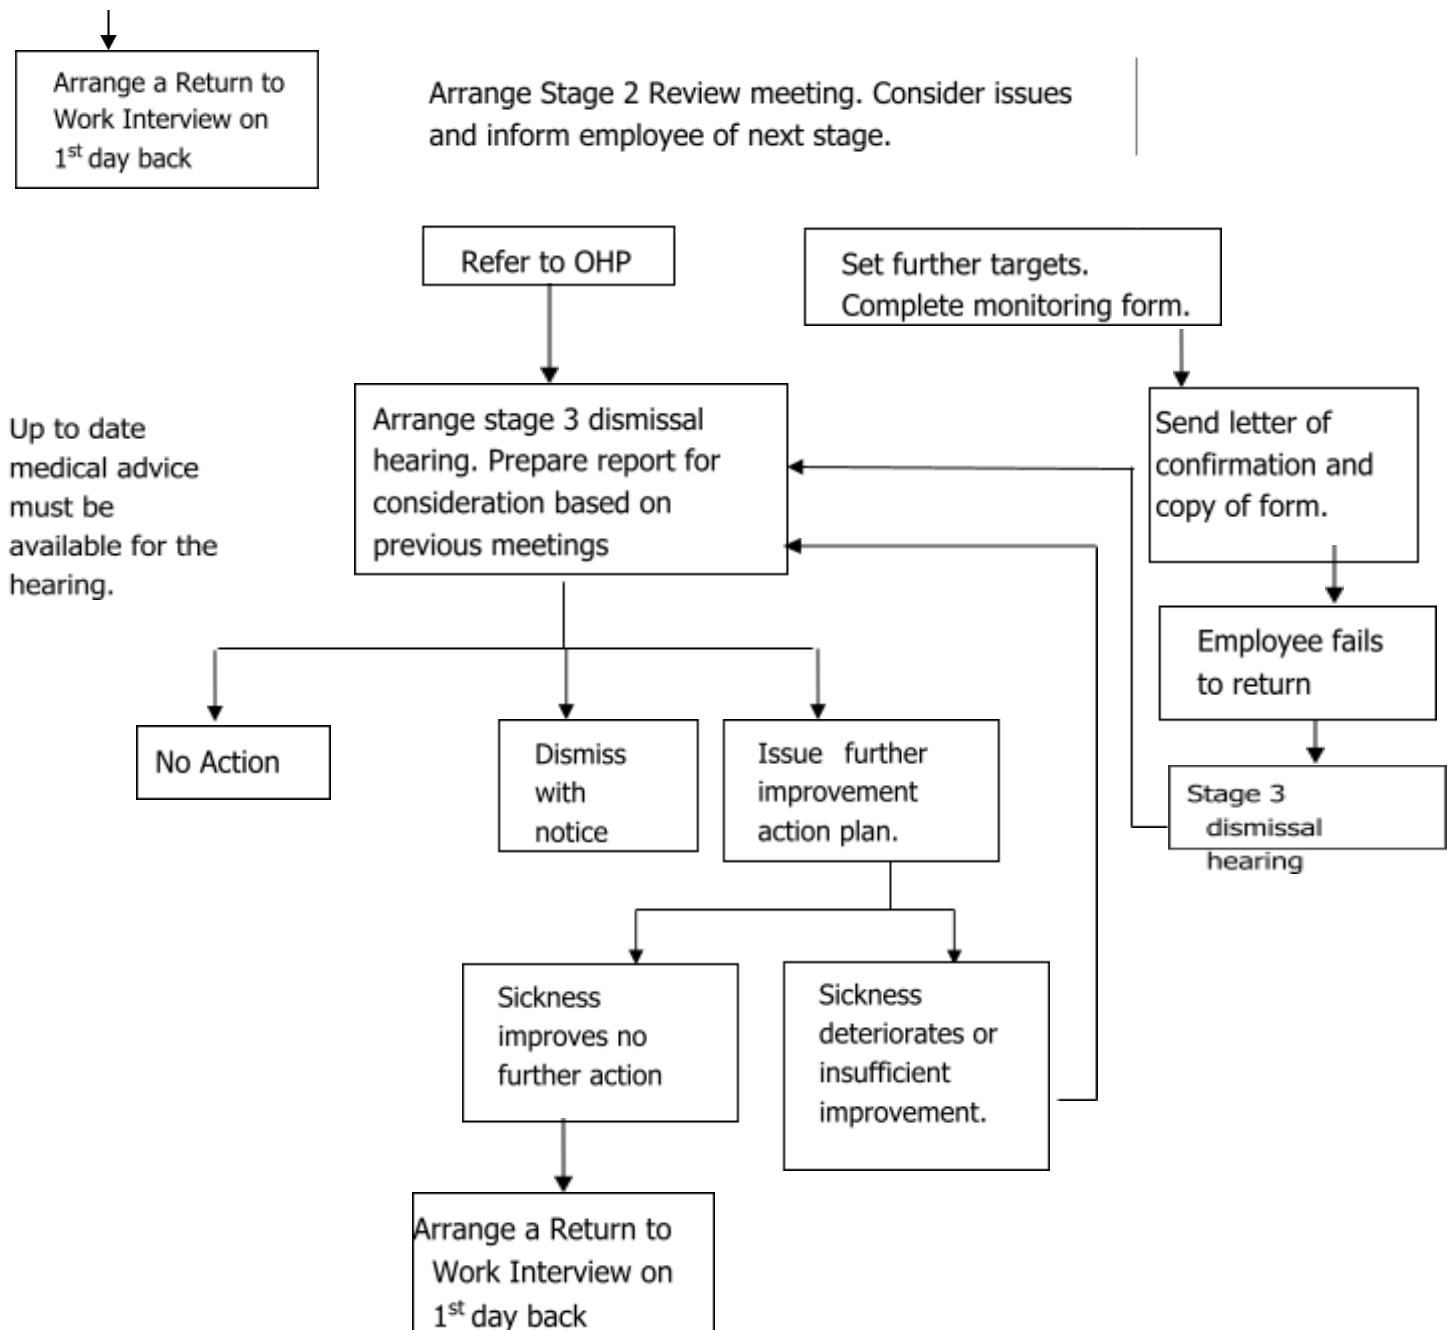 Arrange a Return to
Work Interview on
1st day back
Arrange Stage 2 Review meeting. Consider issues
and inform employee of next stage.
Refer to OHP
Set further targets.
Complete monitoring form.
Up to date
medical advice
must be
available for the
hearing.
Arrange stage 3 dismissal
hearing. Prepare report for
consideration based on
previous meetings
Send letter of
confirmation and
copy of form.
Employee fails
to return
No Action
Dismiss
with
notice
Issue further
improvement
action plan.
Stage 3
dismissal
hearing
Sickness
improves no
further action
Sickness
deteriorates or
insufficient
improvement.
Arrange a Return to
Work Interview on
1st day back